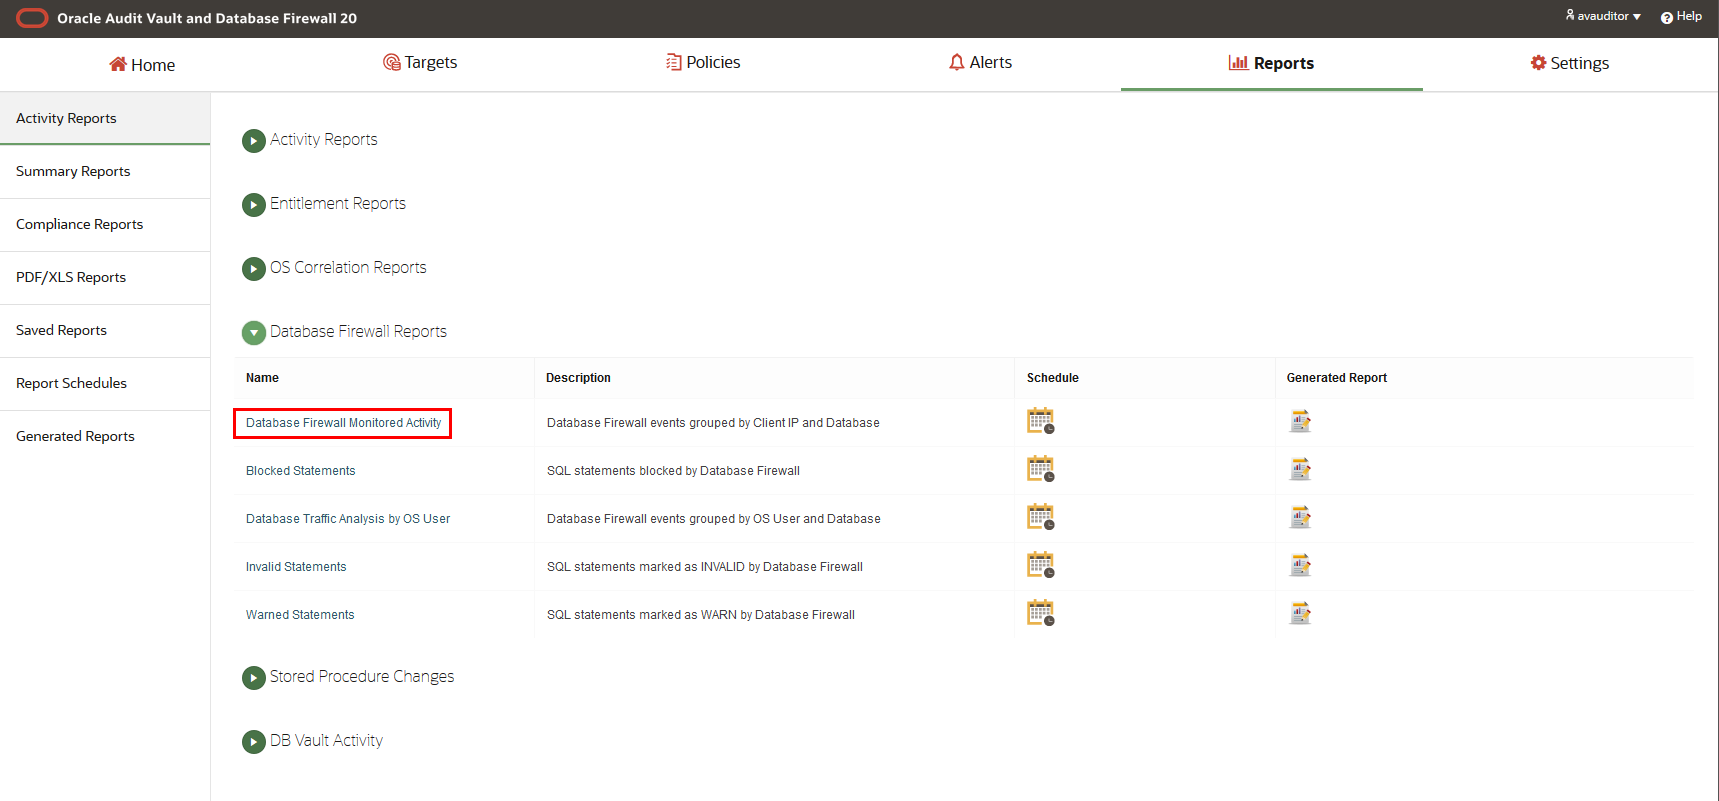 Oracle Audit Vault and Database Firewall 20
avauditor
Help
Home
Targets
Policies
Alerts
Reports
Settings
Activity Reports
Summary Reports
Compliance Reports
PDF/XLS Reports
Saved Reports
Report Schedules
Generated Reports
Activity Reports
Entitlement Reports
OS Correlation Reports
Database Firewall Reports
Name Description Schedule Generated Report
Database Firewall Monitored Activity Database Firewall events grouped by Client IP and Database
Blocked Statements SQL statements blocked by Database Firewall
Database Traffic Analysis by OS User Database Firewall events grouped by OS User and Database
Invalid Statements SQL statements marked as INVALID by Database Firewall
Warned Statements SQL statements marked as WARN by Database Firewall
Stored Procedure Changes
DB Vault Activity